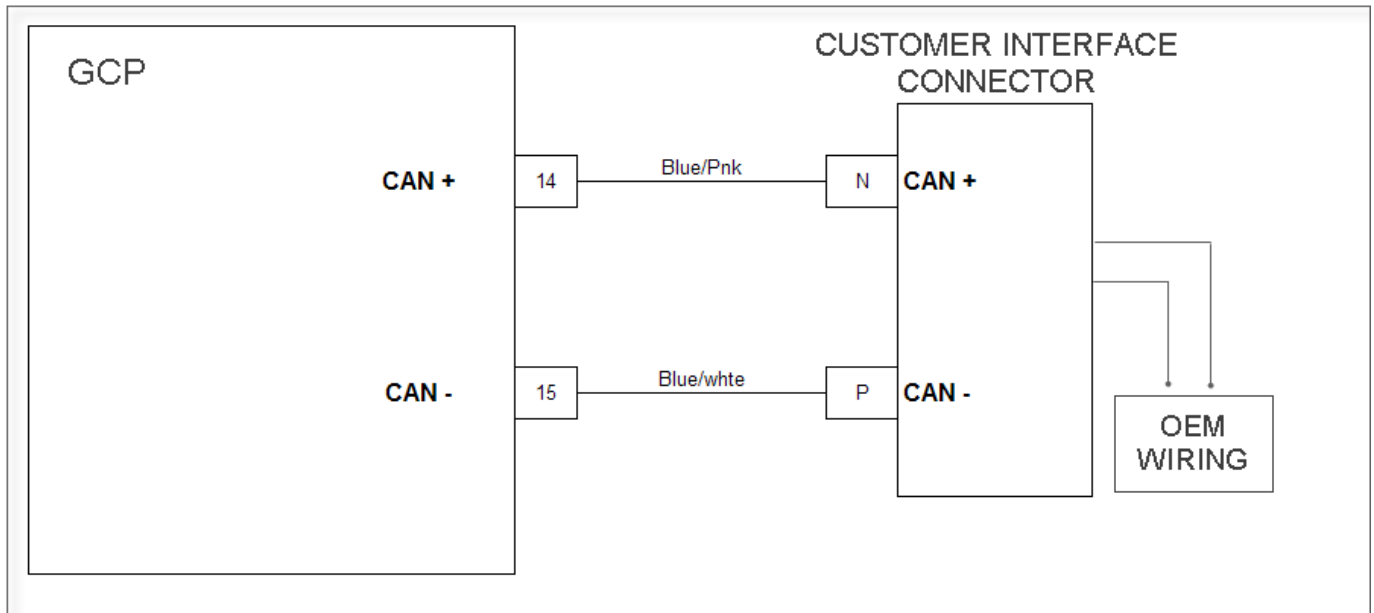 GCP
CUSTOMER INTERFACE
CONNECTOR
CAN +
14
Blue/Pnk
N
CAN +
CAN -
15
Blue/whte
P
CAN -
OEM
WIRING